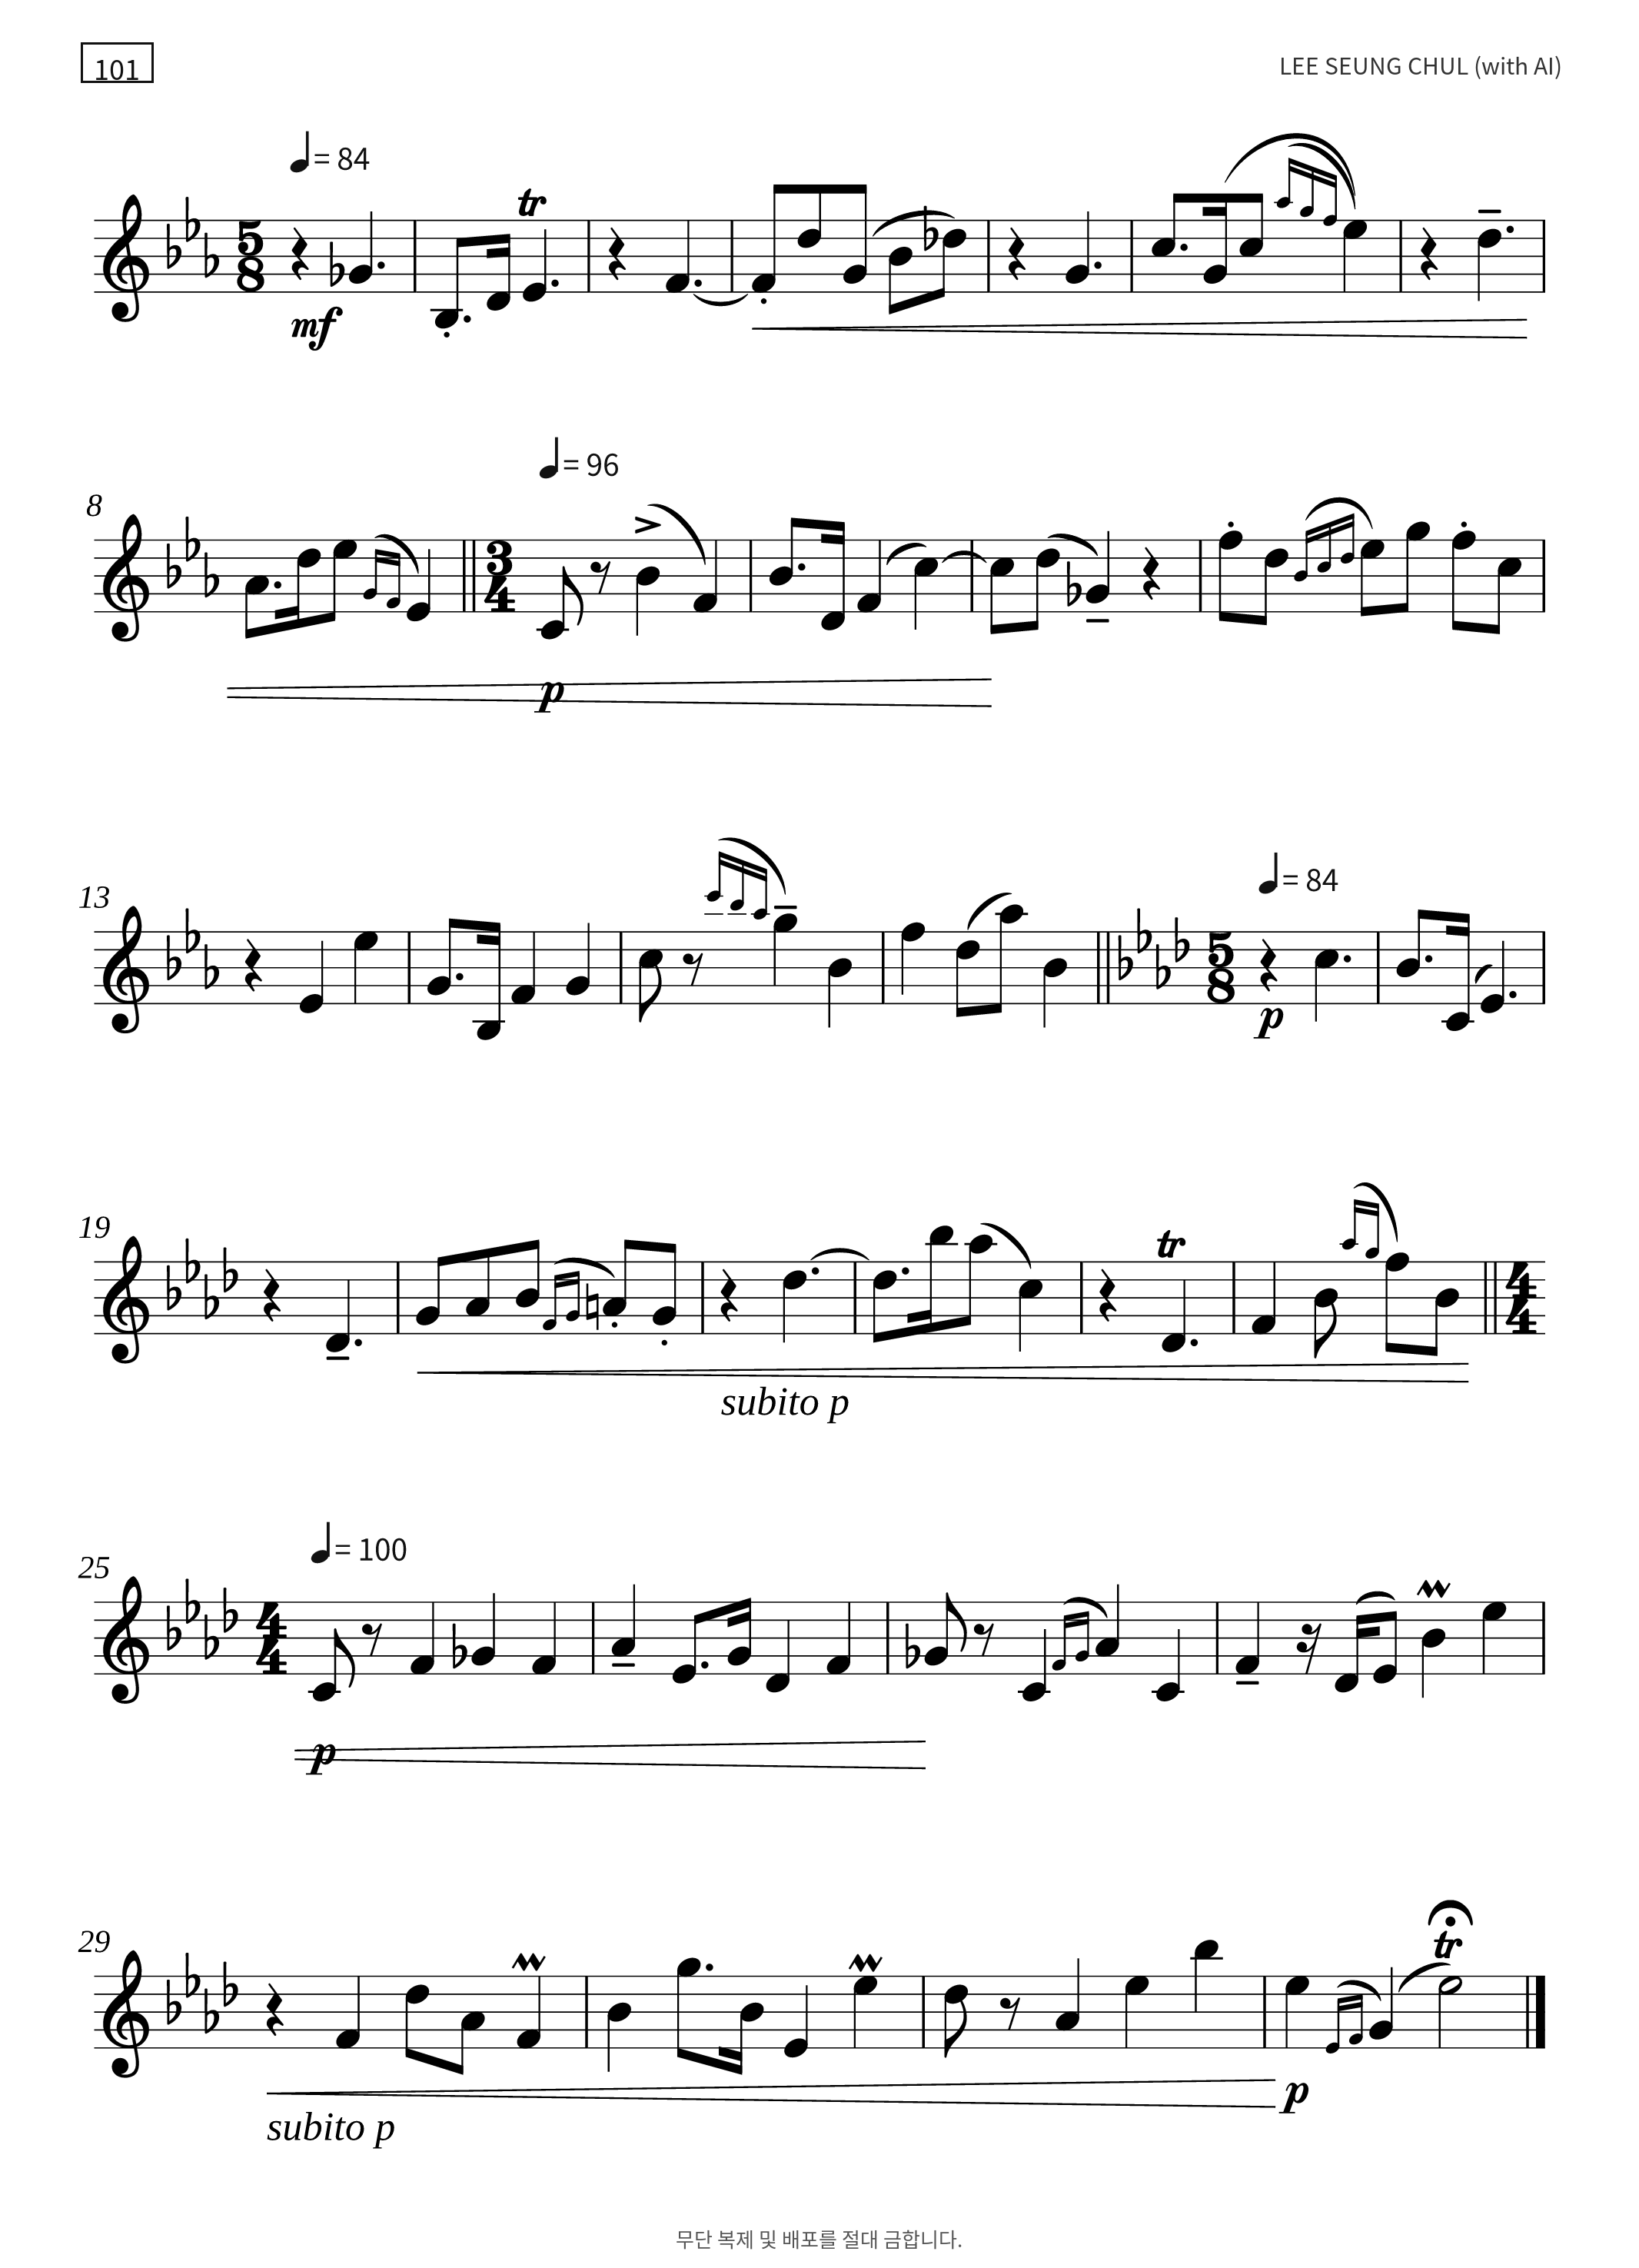 101
LEE SEUNG CHUL (with AI)
= 84
tr
mf
8
= 96
p
13
= 84
p
19
tr
subito p
25
= 100
p
29
tr
p
subito p
무단 복제 및 배포를 절대 금합니다.